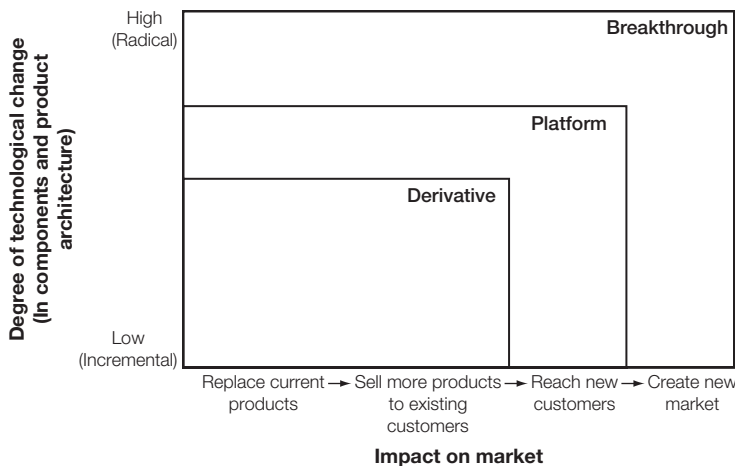 High
(Radical)
Breakthrough
Platform
Derivative
Degree of technological change
(In components and product
architecture)
Low
(Incremental)
Replace current → Sell more products → Reach new → Create new
products to existing customers market
customers
Impact on market